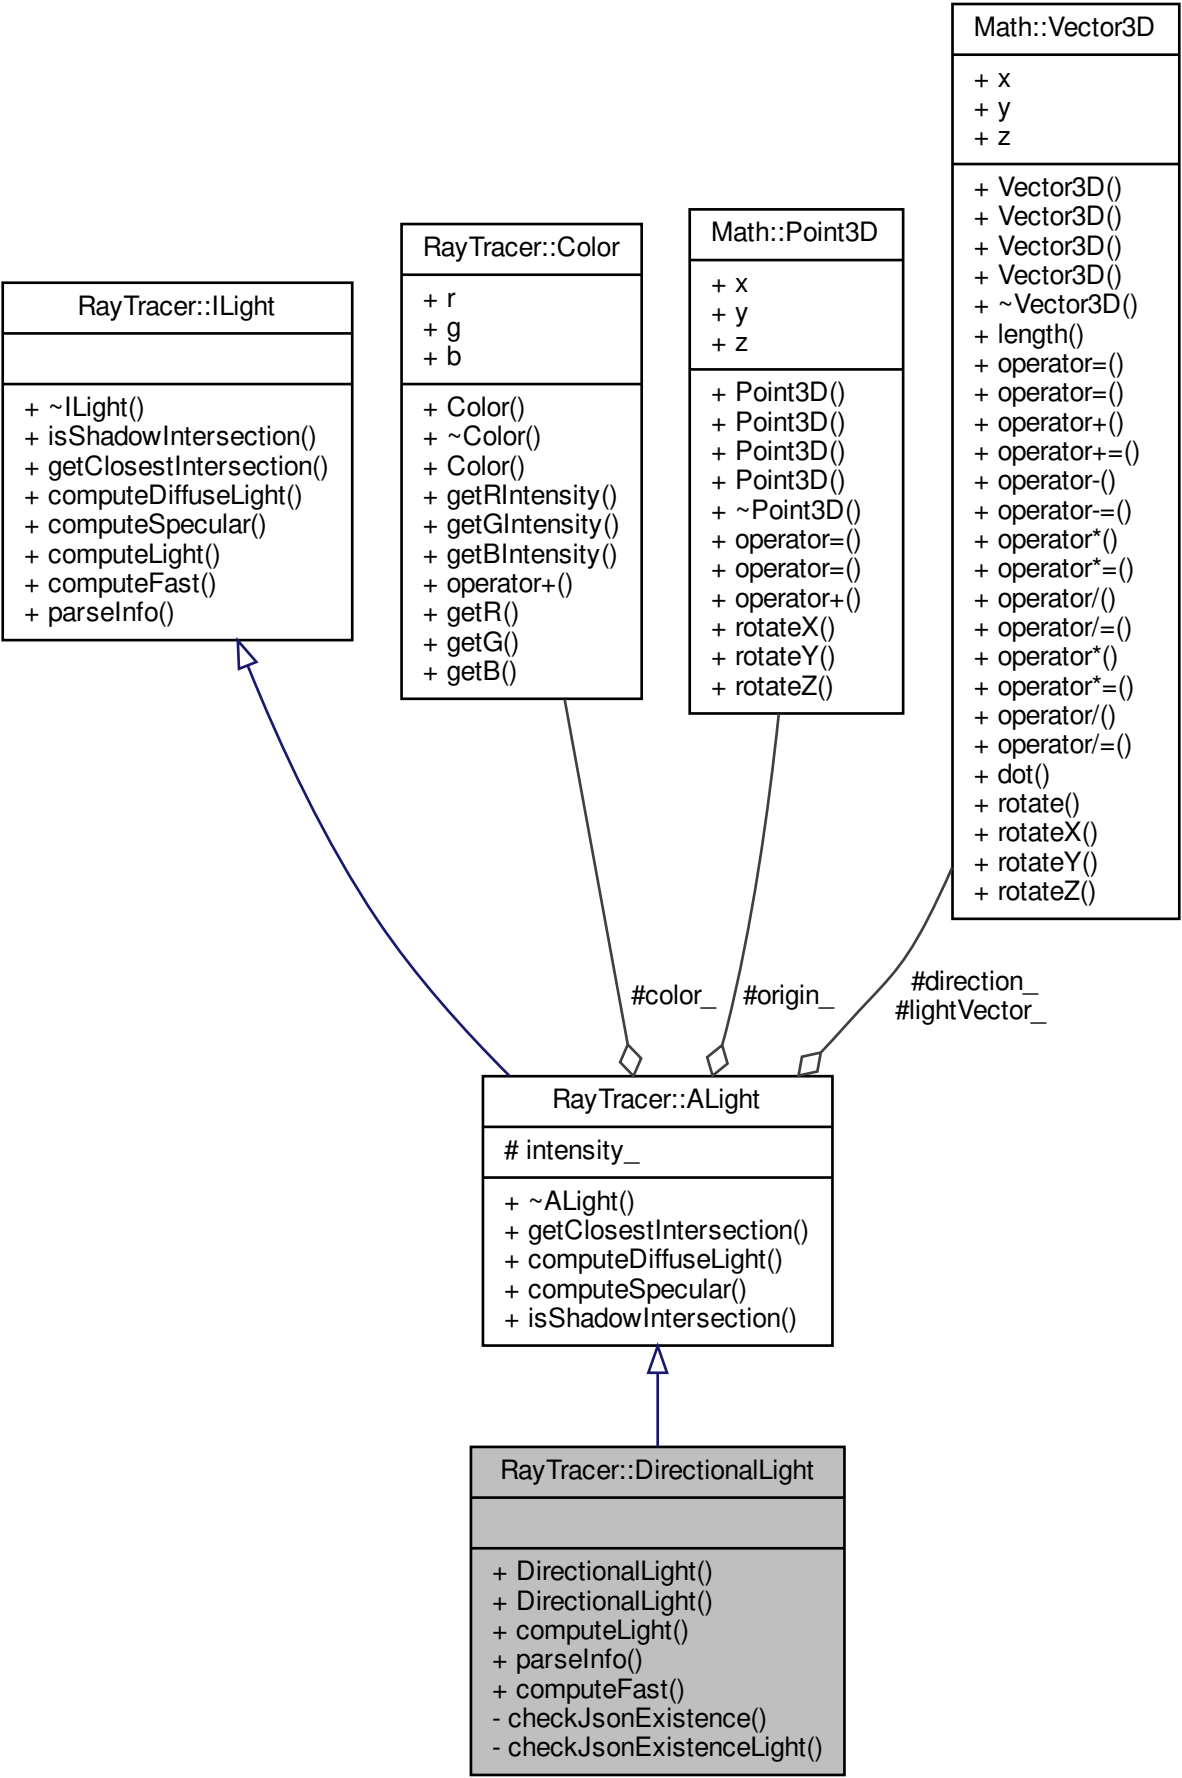 Math::Vector3D
+ x
+ y
+ z
+ Vector3D()
+ Vector3D()
+ Vector3D()
+ Vector3D()
+ ~Vector3D()
+ length()
+ operator=()
+ operator=()
+ operator+()
+ operator+=()
+ operator-()
+ operator-=()
+ operator*()
+ operator*=()
+ operator/()
+ operator/=()
+ operator*()
+ operator*=()
+ operator/()
+ operator/=()
+ dot()
+ rotate()
+ rotateX()
+ rotateY()
+ rotateZ()
Math::Point3D
+ x
+ y
+ z
+ Point3D()
+ Point3D()
+ Point3D()
+ Point3D()
+ ~Point3D()
+ operator=()
+ operator=()
+ operator+()
+ rotateX()
+ rotateY()
+ rotateZ()
RayTracer::Color
+ r
+ g
+ b
+ Color()
+ ~Color()
+ Color()
+ getRIntensity()
+ getGIntensity()
+ getBIntensity()
+ operator+()
+ getR()
+ getG()
+ getB()
RayTracer::ILight
+ ~ILight()
+ isShadowIntersection()
+ getClosestIntersection()
+ computeDiffuseLight()
+ computeSpecular()
+ computeLight()
+ computeFast()
+ parseInfo()
#color_
#origin_
#direction_
#lightVector_
RayTracer::ALight
# intensity_
+ ~ALight()
+ getClosestIntersection()
+ computeDiffuseLight()
+ computeSpecular()
+ isShadowIntersection()
RayTracer::DirectionalLight
+ DirectionalLight()
+ DirectionalLight()
+ computeLight()
+ parseInfo()
+ computeFast()
- checkJsonExistence()
- checkJsonExistenceLight()